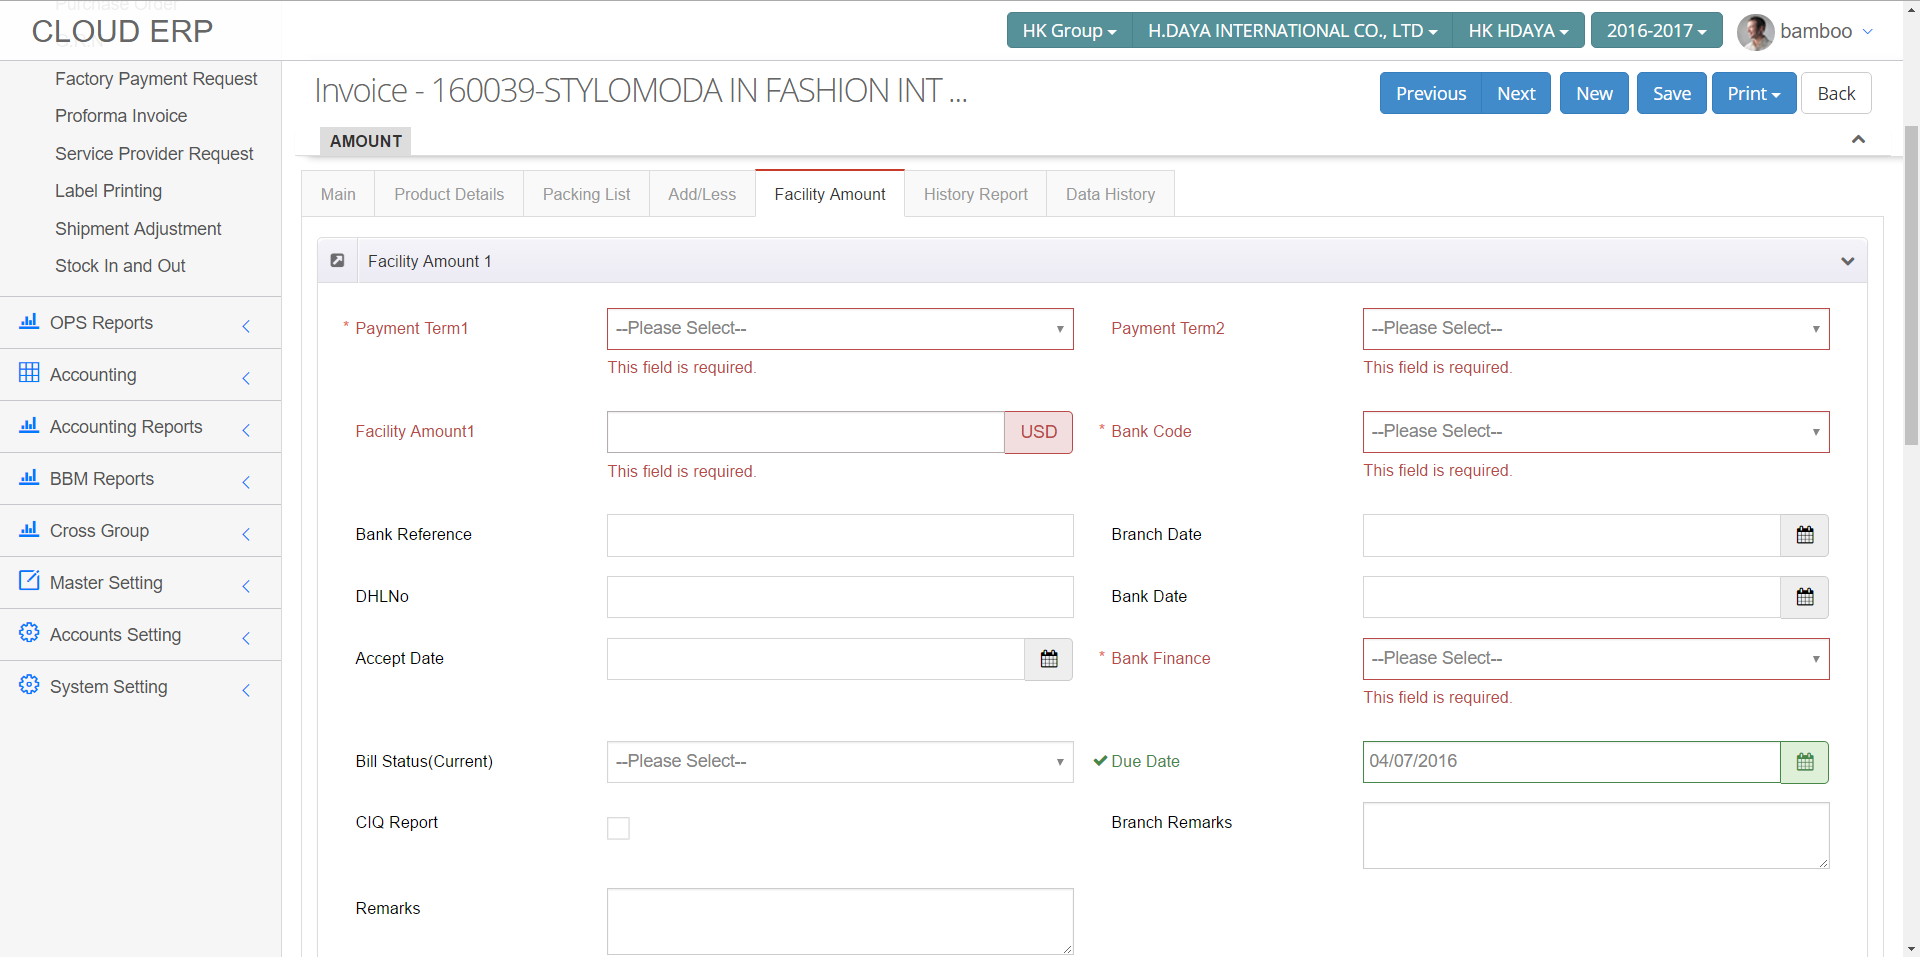 Purchase Order
CLOUD ERP
HK Group
H.DAYA INTERNATIONAL CO., LTD
HK HDAYA
2016-2017
bamboo
Factory Payment Request
Proforma Invoice
Service Provider Request
Label Printing
Shipment Adjustment
Stock In and Out
OPS Reports
Accounting
Accounting Reports
BBM Reports
Cross Group
Master Setting
Accounts Setting
System Setting
Invoice - 160039-STYLOMODA IN FASHION INT ...
Previous
Next
New
Save
Print
Back
AMOUNT
Main
Product Details
Packing List
Add/Less
Facility Amount
History Report
Data History
Facility Amount 1
* Payment Term1
--Please Select--
This field is required.
Payment Term2
--Please Select--
This field is required.
Facility Amount1
USD
This field is required.
* Bank Code
--Please Select--
This field is required.
Bank Reference
Branch Date
DHLNo
Bank Date
Accept Date
* Bank Finance
--Please Select--
This field is required.
Bill Status(Current)
--Please Select--
Due Date
04/07/2016
CIQ Report
Branch Remarks
Remarks